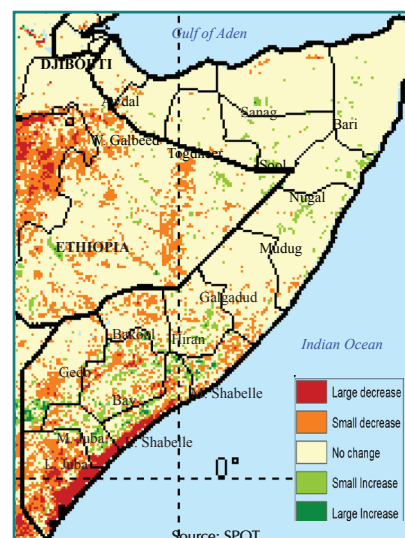 Gulf of Aden
DJIBOUTI
Awdal
Sanag
Bari
W. Galbeed
Togdheer
Sool
Nugal
ETHIOPIA
Mudug
Galgadud
Bakool
Hiran
Indian Ocean
Gedo
M. Shabelle
Bay
M. Juba
L. Shabelle
L. Juba
0°
Large decrease
Small decrease
No change
Small Increase
Large Increase
Source: SPOT